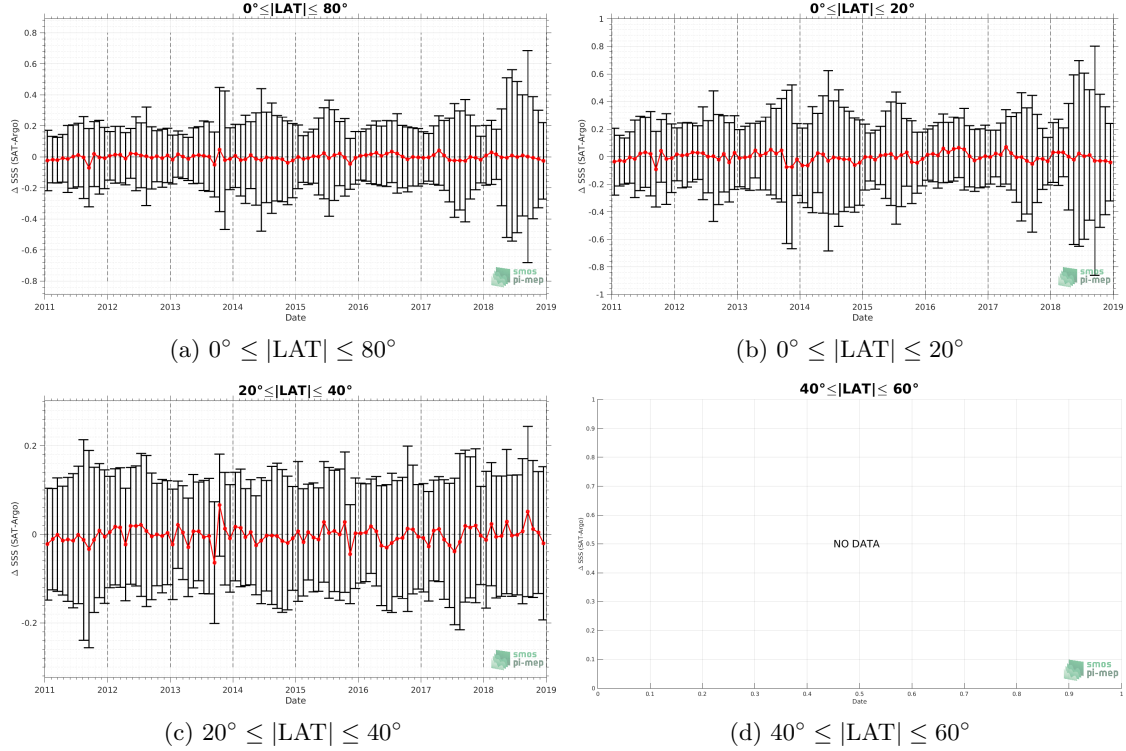 0°≤|LAT|≤ 80°
Δ SSS (SAT-Argo)
0.8
0.6
0.4
0.2
0
-0.2
-0.4
-0.6
-0.8
2011 2012 2013 2014 2015 2016 2017 2018 2019
Date
smos
pi-mep
(a) 0° ≤ |LAT| ≤ 80°
0°≤|LAT|≤ 20°
Δ SSS (SAT-Argo)
1
0.8
0.6
0.4
0.2
0
-0.2
-0.4
-0.6
-0.8
-1
2011 2012 2013 2014 2015 2016 2017 2018 2019
Date
smos
pi-mep
(b) 0° ≤ |LAT| ≤ 20°
20°≤|LAT|≤ 40°
Δ SSS (SAT-Argo)
0.2
0
-0.2
2011 2012 2013 2014 2015 2016 2017 2018 2019
Date
smos
pi-mep
(c) 20° ≤ |LAT| ≤ 40°
40°≤|LAT|≤ 60°
Δ SSS (SAT-Argo)
1
0.9
0.8
0.7
0.6
0.5
0.4
0.3
0.2
0.1
0
NO DATA
0 0.1 0.2 0.3 0.4 0.5 0.6 0.7 0.8 0.9 1
Date
smos
pi-mep
(d) 40° ≤ |LAT| ≤ 60°